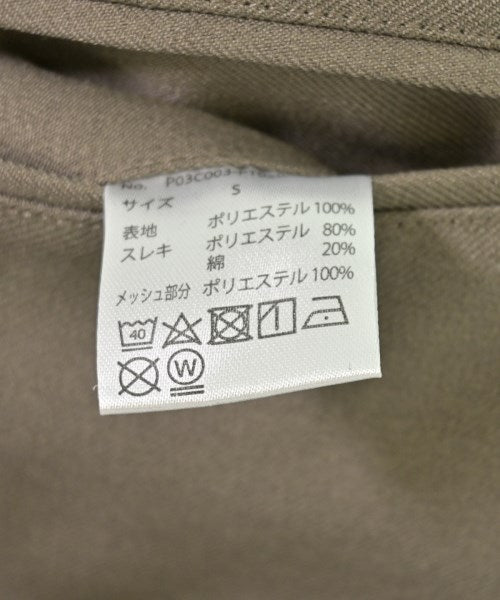 No. P03C003-
サイズ S
表地 ポリエステル 100%
スレキ ポリエステル 80%
綿 20%
メッシュ部分 ポリエステル 100%
40
W